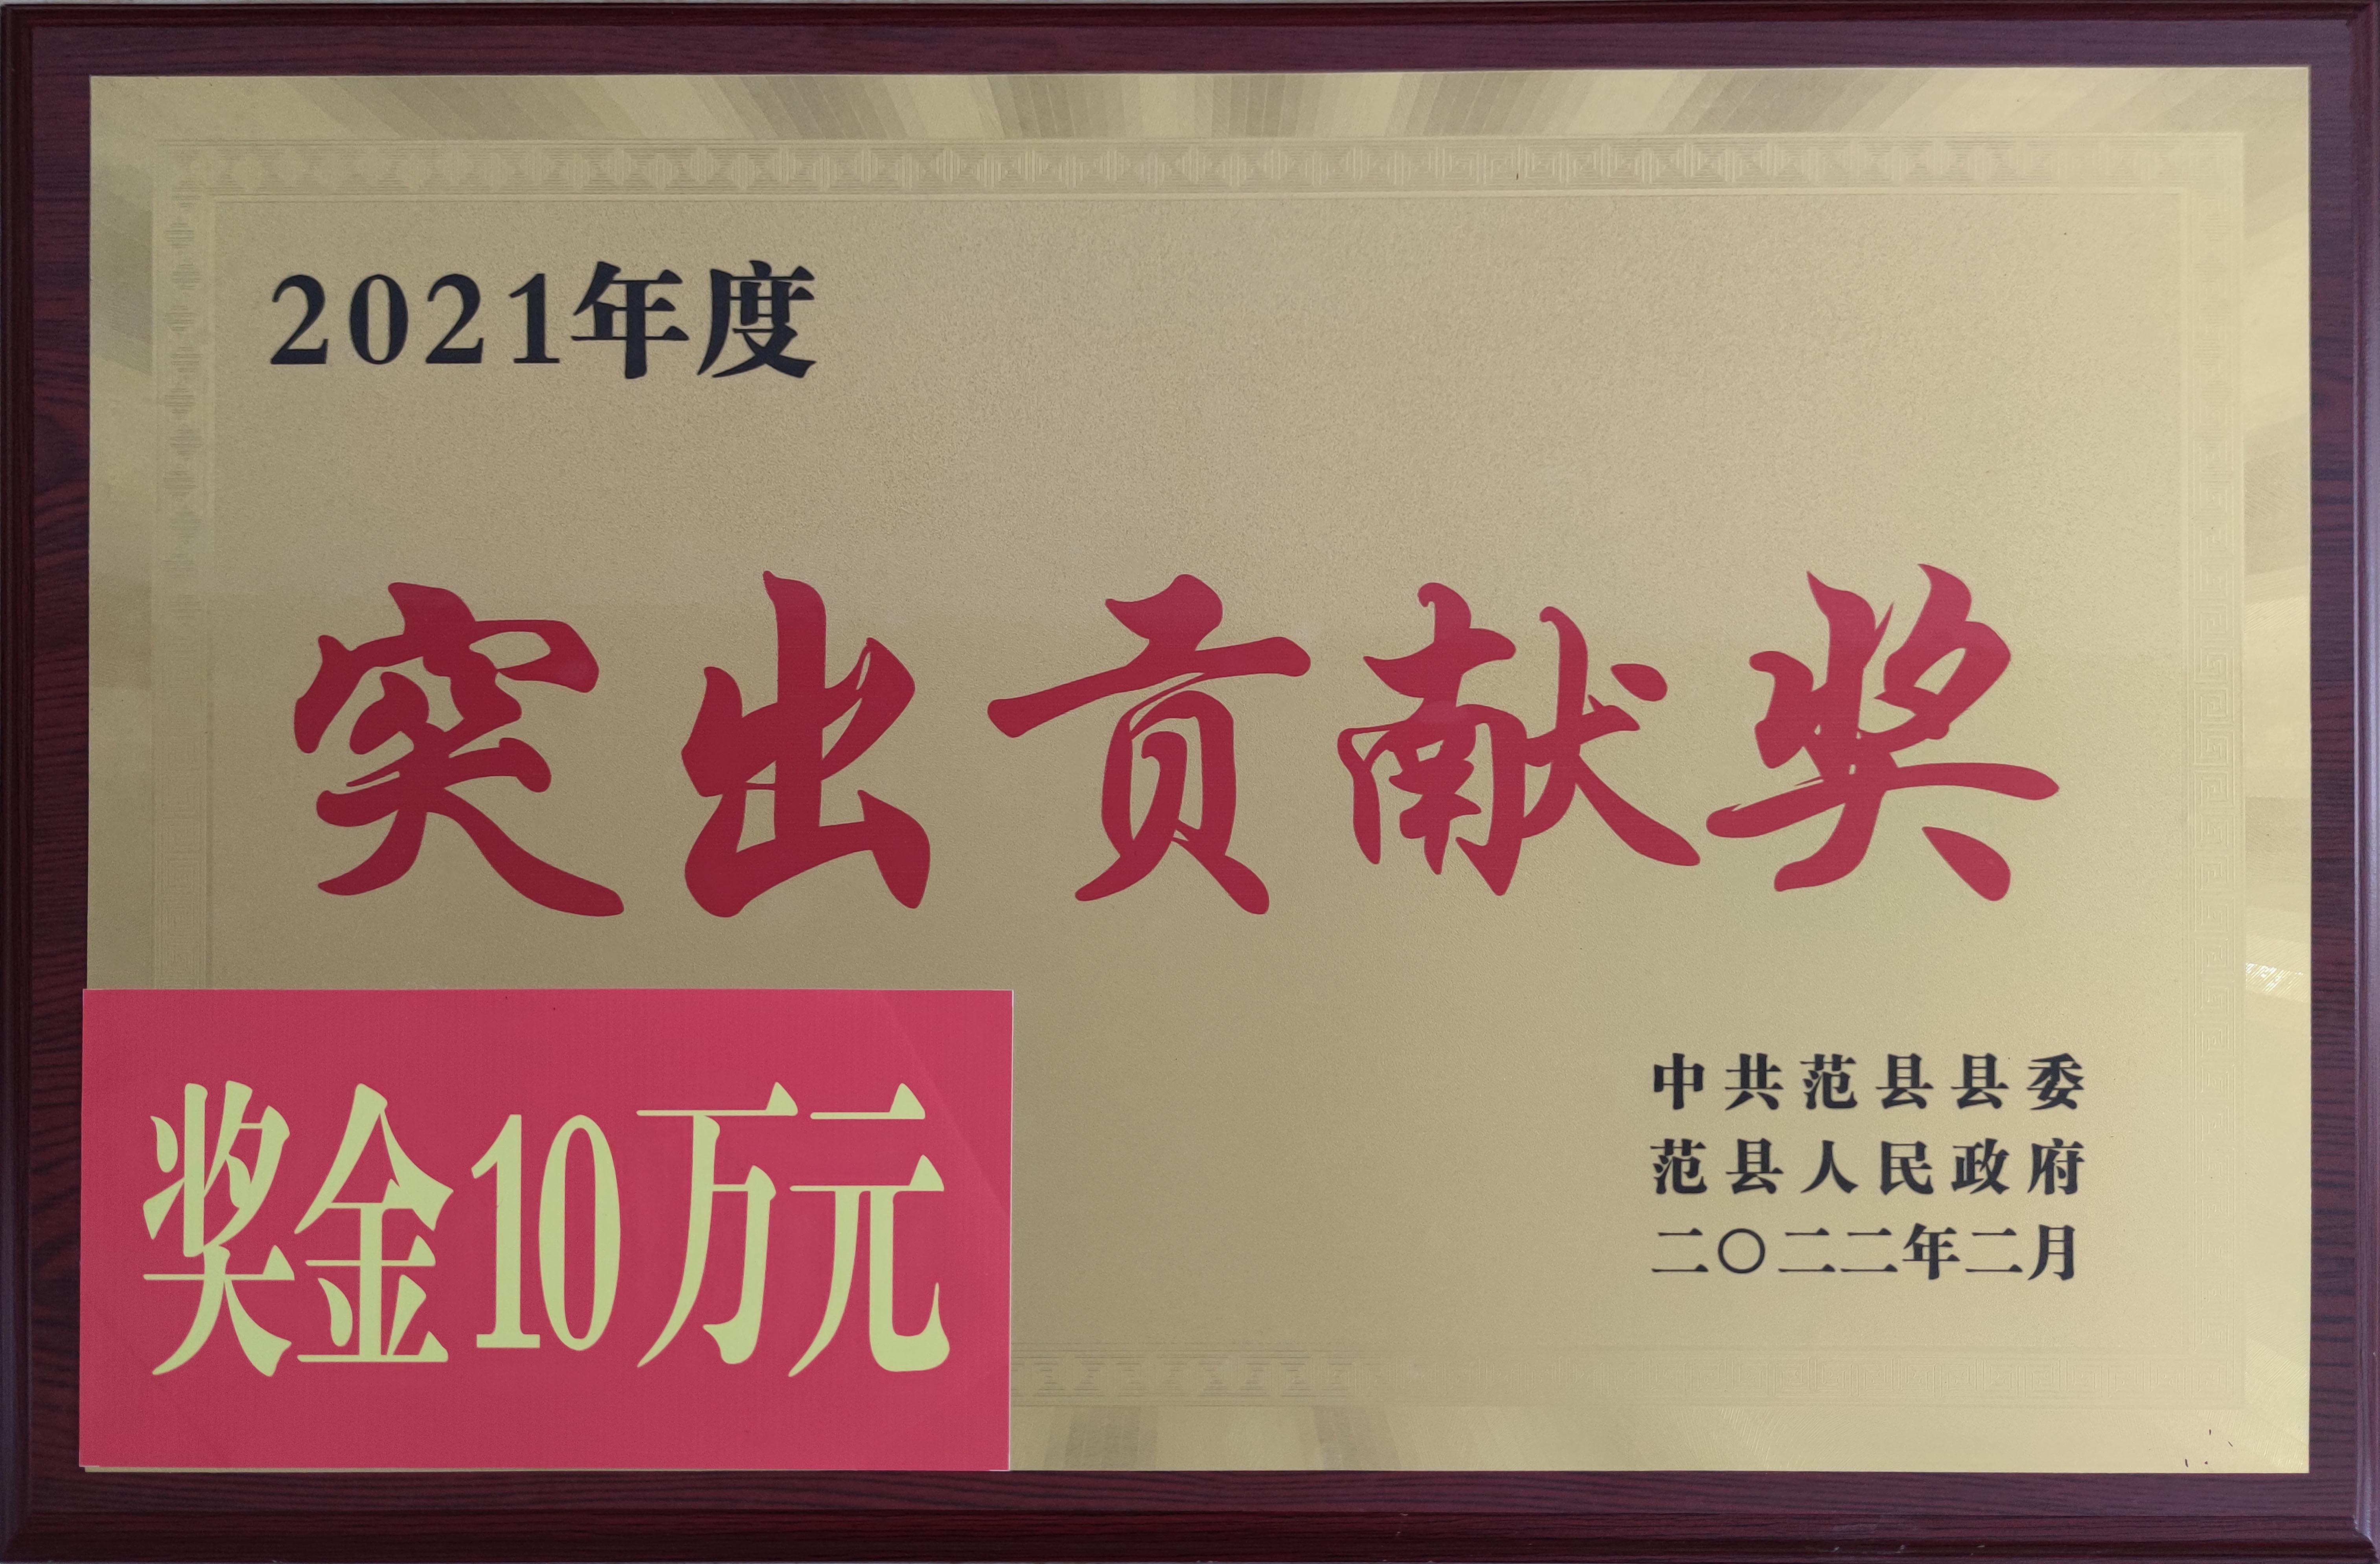 2021年度
突出贡献奖
奖金10万元
中共范县县委
范县人民政府
二〇二二年二月